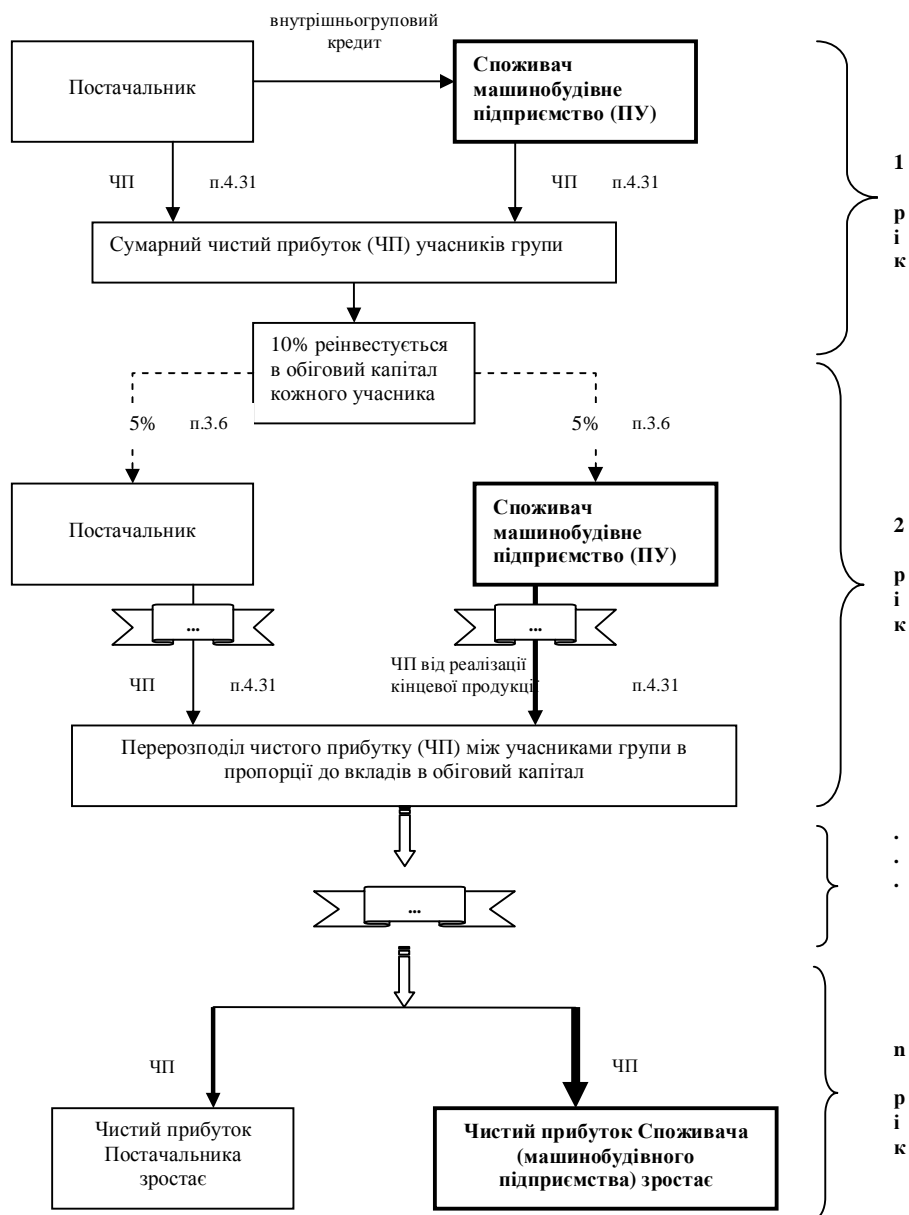 внутрішньогруповий
кредит
Постачальник
Споживач
машинобудівне
підприємство (ПУ)
ЧП п.4.31
ЧП п.4.31
Сумарний чистий прибуток (ЧП) учасників групи
1
р
і
к
10% реінвестується
в обіговий капітал
кожного учасника
5% п.3.6
5% п.3.6
Постачальник
Споживач
машинобудівне
підприємство (ПУ)
...
...
ЧП п.4.31
ЧП від реалізації
кінцевої продукції п.4.31
2
р
і
к
Перерозподіл чистого прибутку (ЧП) між учасниками групи в
пропорції до вкладів в обіговий капітал
...
.
.
.
ЧП
ЧП
Чистий прибуток
Постачальника
зростає
Чистий прибуток Споживача
(машинобудівного
підприємства) зростає
n
р
і
к